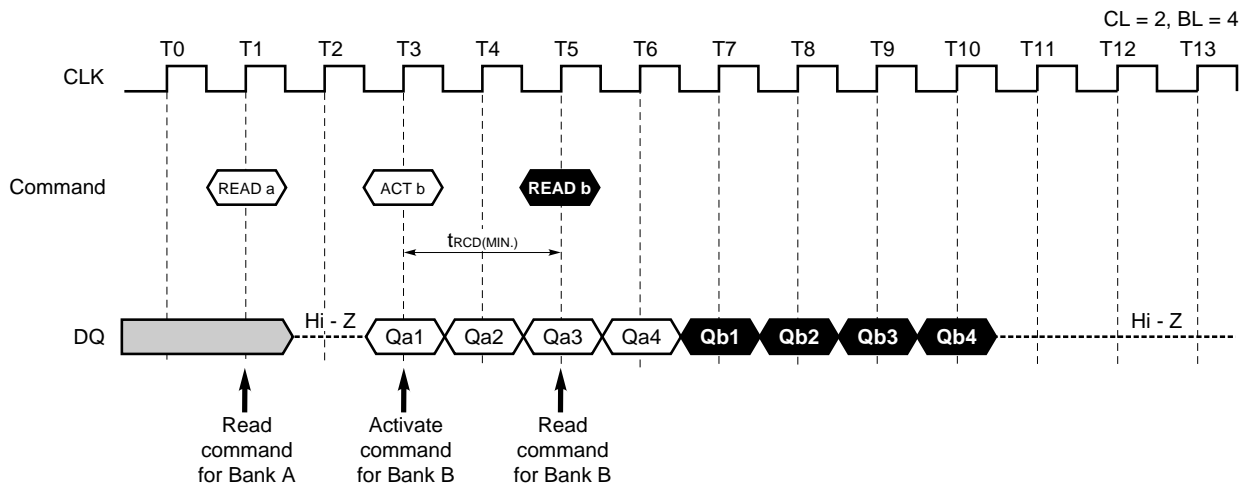 CL = 2, BL = 4
T0 T1 T2 T3 T4 T5 T6 T7 T8 T9 T10 T11 T12 T13
CLK
Command READ a ACT b READ b
tRCD(MIN.)
DQ Hi - Z Qa1 Qa2 Qa3 Qa4 Qb1 Qb2 Qb3 Qb4 Hi - Z
Read Activate Read
command command command
for Bank A for Bank B for Bank B